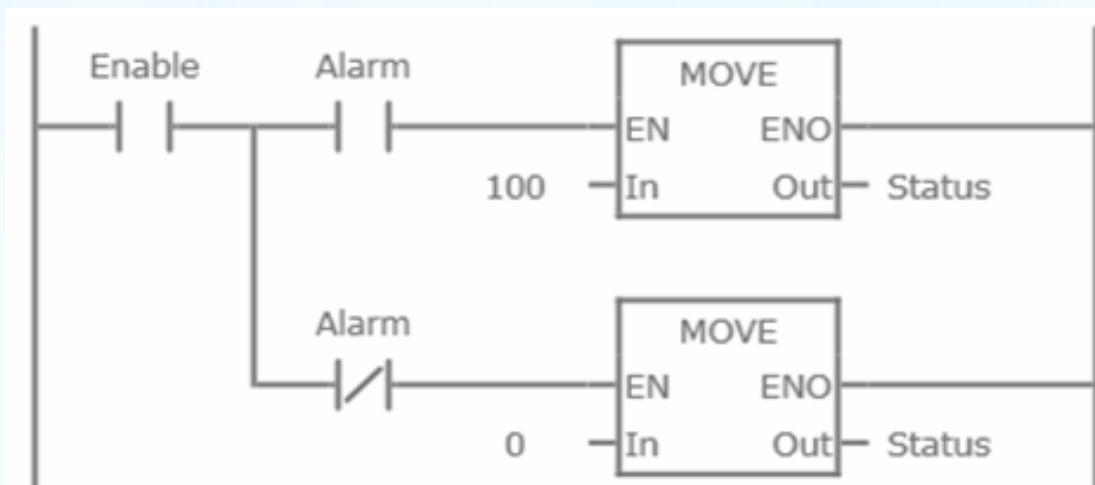 Enable Alarm
MOVE
EN ENO
100 In Out Status
Alarm
MOVE
EN ENO
0 In Out Status